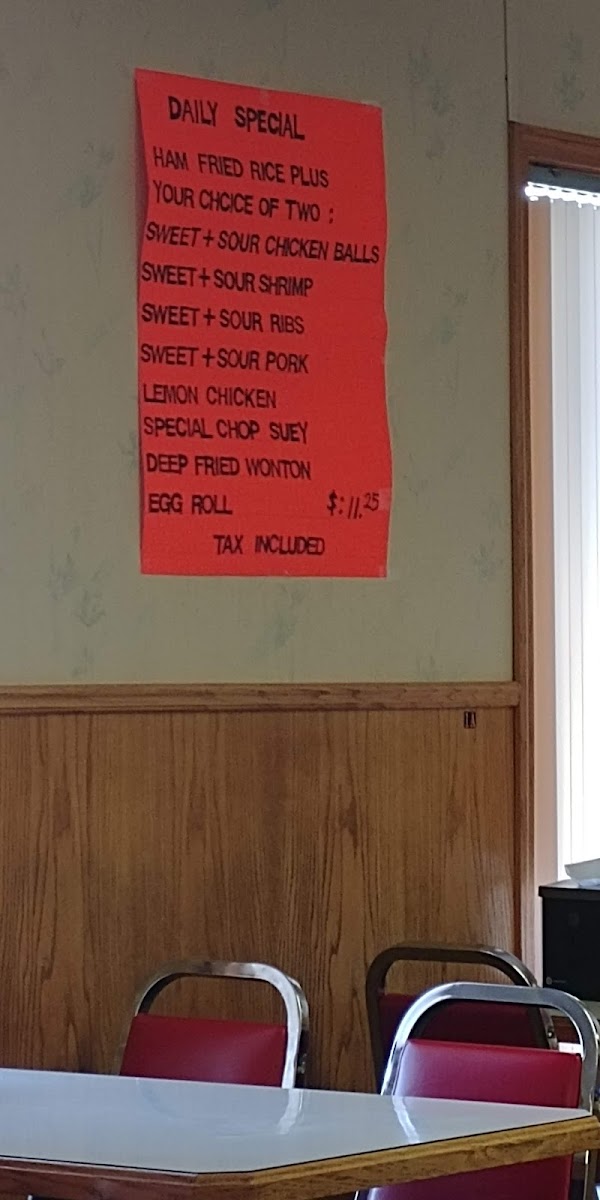 DAILY SPECIAL
HAM FRIED RICE PLUS
YOUR CHCICE OF TWO :
SWEET + SOUR CHICKEN BALLS
SWEET + SOUR SHRIMP
SWEET + SOUR RIBS
SWEET + SOUR PORK
LEMON CHICKEN
SPECIAL CHOP SUEY
DEEP FRIED WONTON
EGG ROLL $:11.25
TAX INCLUDED
1A